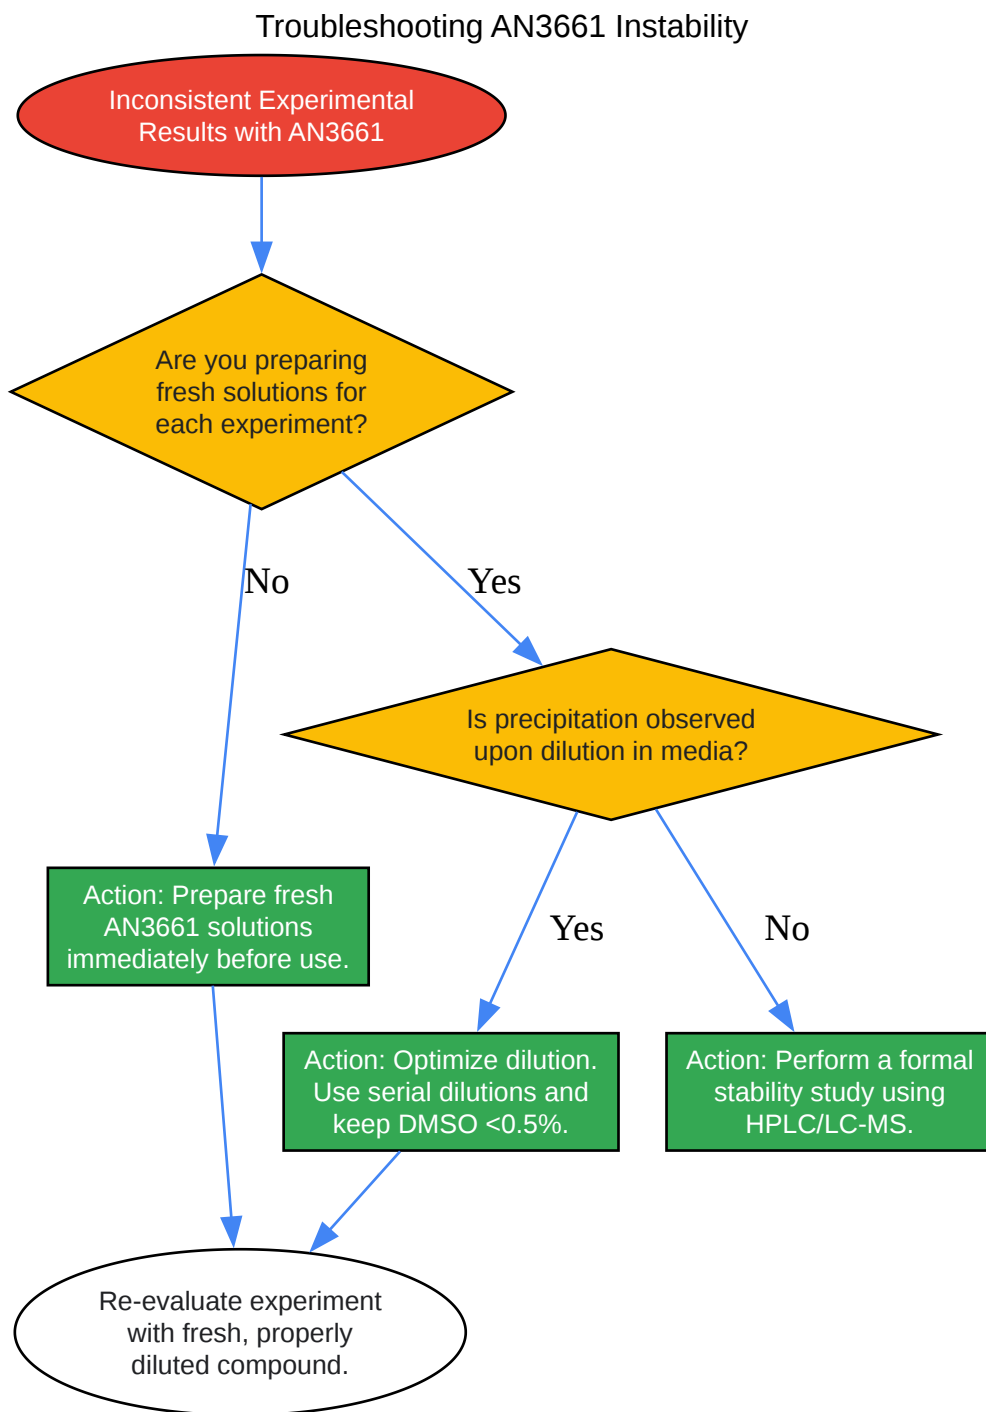 Troubleshooting AN3661 Instability
Inconsistent Experimental
Results with AN3661
Are you preparing
fresh solutions for
each experiment?
No
Yes
Is precipitation observed
upon dilution in media?
Action: Prepare fresh
AN3661 solutions
immediately before use.
Yes
No
Action: Optimize dilution.
Use serial dilutions and
keep DMSO <0.5%.
Action: Perform a formal
stability study using
HPLC/LC-MS.
Re-evaluate experiment
with fresh, properly
diluted compound.